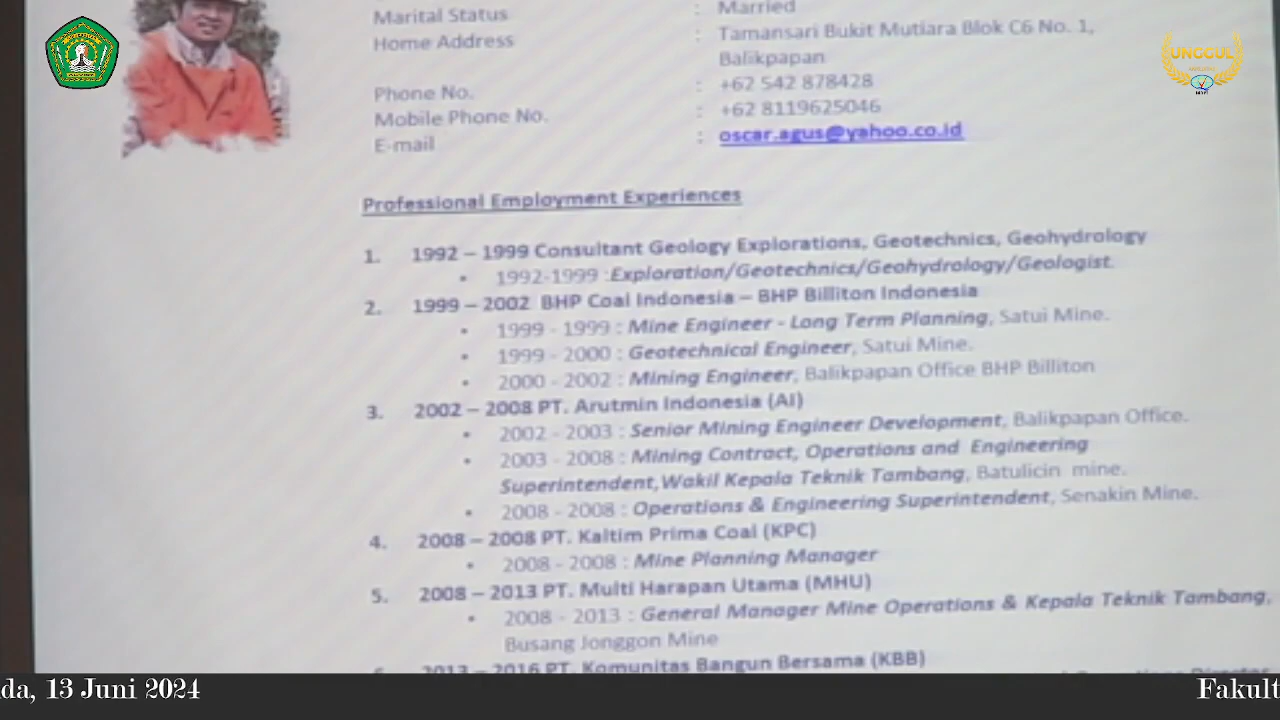 Marital Status : Married
Home Address : Tamansari Bukit Mutiara Blok C6 No. 1,
Balikpapan
Phone No. : +62 542 878428
Mobile Phone No. : +62 8119625046
E-mail : oscar.agus@yahoo.co.id
UNGGUL
Professional Employment Experiences
1. 1992 – 1999 Consultant Geology Explorations, Geotechnics, Geohydrology
• 1992-1999 :Exploration/Geotechnics/Geohydrology/Geologist.
2. 1999 – 2002 BHP Coal Indonesia – BHP Billiton Indonesia
• 1999 - 1999 : Mine Engineer - Long Term Planning, Satui Mine.
• 1999 - 2000 : Geotechnical Engineer, Satui Mine.
• 2000 - 2002 : Mining Engineer, Balikpapan Office BHP Billiton
3. 2002 – 2008 PT. Arutmin Indonesia (AI)
• 2002 - 2003 : Senior Mining Engineer Development, Balikpapan Office.
• 2003 - 2008 : Mining Contract, Operations and Engineering
Superintendent,Wakil Kepala Teknik Tambang, Batulicin mine.
• 2008 - 2008 : Operations & Engineering Superintendent, Senakin Mine.
4. 2008 – 2008 PT. Kaltim Prima Coal (KPC)
• 2008 - 2008 : Mine Planning Manager
5. 2008 – 2013 PT. Multi Harapan Utama (MHU)
• 2008 - 2013 : General Manager Mine Operations & Kepala Teknik Tambang,
Busang Jonggon Mine
6. 2013 – 2016 PT. Komunitas Bangun Bersama (KBB)
da, 13 Juni 2024
Fakult